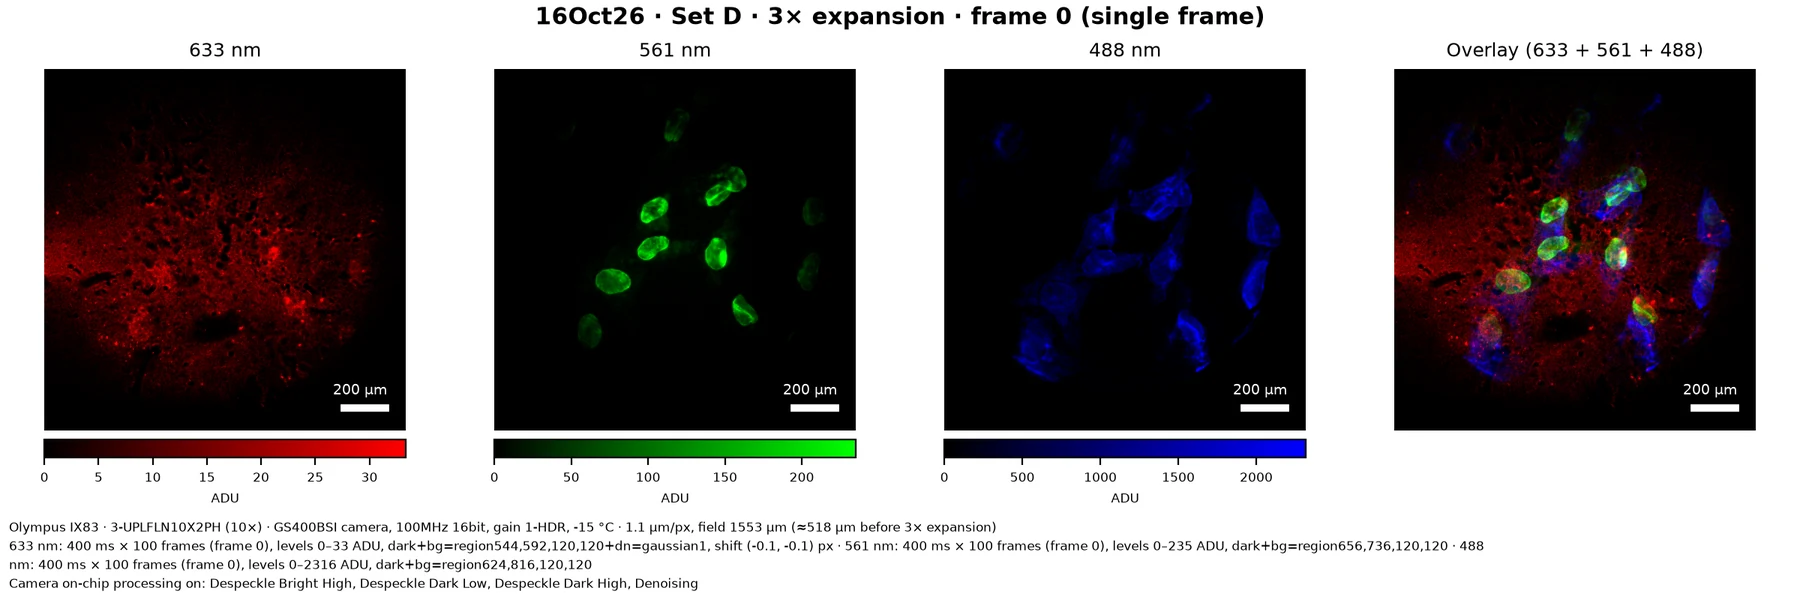 16Oct26 · Set D · 3× expansion · frame 0 (single frame)
633 nm
561 nm
488 nm
Overlay (633 + 561 + 488)
200 µm
200 µm
200 µm
200 µm
0 5 10 15 20 25 30
ADU
0 50 100 150 200
ADU
0 500 1000 1500 2000
ADU
Olympus IX83 · 3-UPLFLN10X2PH (10×) · GS400BSI camera, 100MHz 16bit, gain 1-HDR, -15 °C · 1.1 µm/px, field 1553 µm (≈518 µm before 3× expansion)
633 nm: 400 ms × 100 frames (frame 0), levels 0–33 ADU, dark+bg=region544,592,120,120+dn=gaussian1, shift (-0.1, -0.1) px · 561 nm: 400 ms × 100 frames (frame 0), levels 0–235 ADU, dark+bg=region656,736,120,120 · 488
nm: 400 ms × 100 frames (frame 0), levels 0–2316 ADU, dark+bg=region624,816,120,120
Camera on-chip processing on: Despeckle Bright High, Despeckle Dark Low, Despeckle Dark High, Denoising